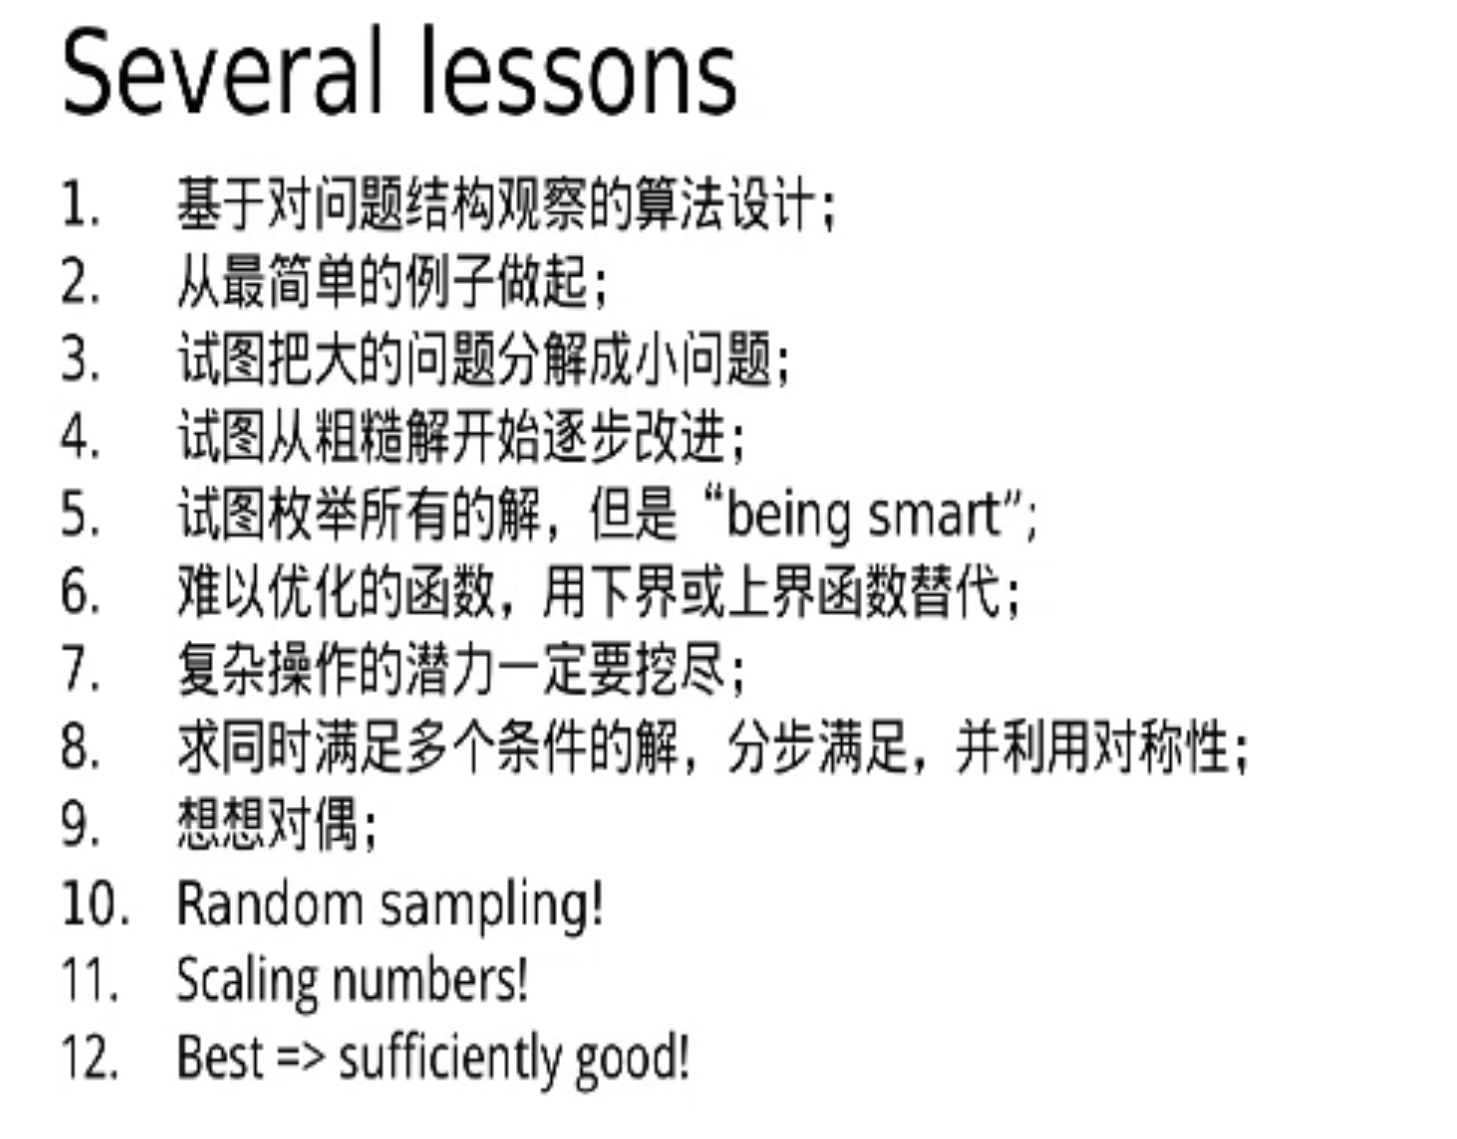 Several lessons
1. 基于对问题结构观察的算法设计；
2. 从最简单的例子做起；
3. 试图把大的问题分解成小问题；
4. 试图从粗糙解开始逐步改进；
5. 试图枚举所有的解，但是“being smart”;
6. 难以优化的函数，用下界或上界函数替代；
7. 复杂操作的潜力一定要挖尽；
8. 求同时满足多个条件的解，分步满足，并利用对称性；
9. 想想对偶；
10. Random sampling!
11. Scaling numbers!
12. Best => sufficiently good!